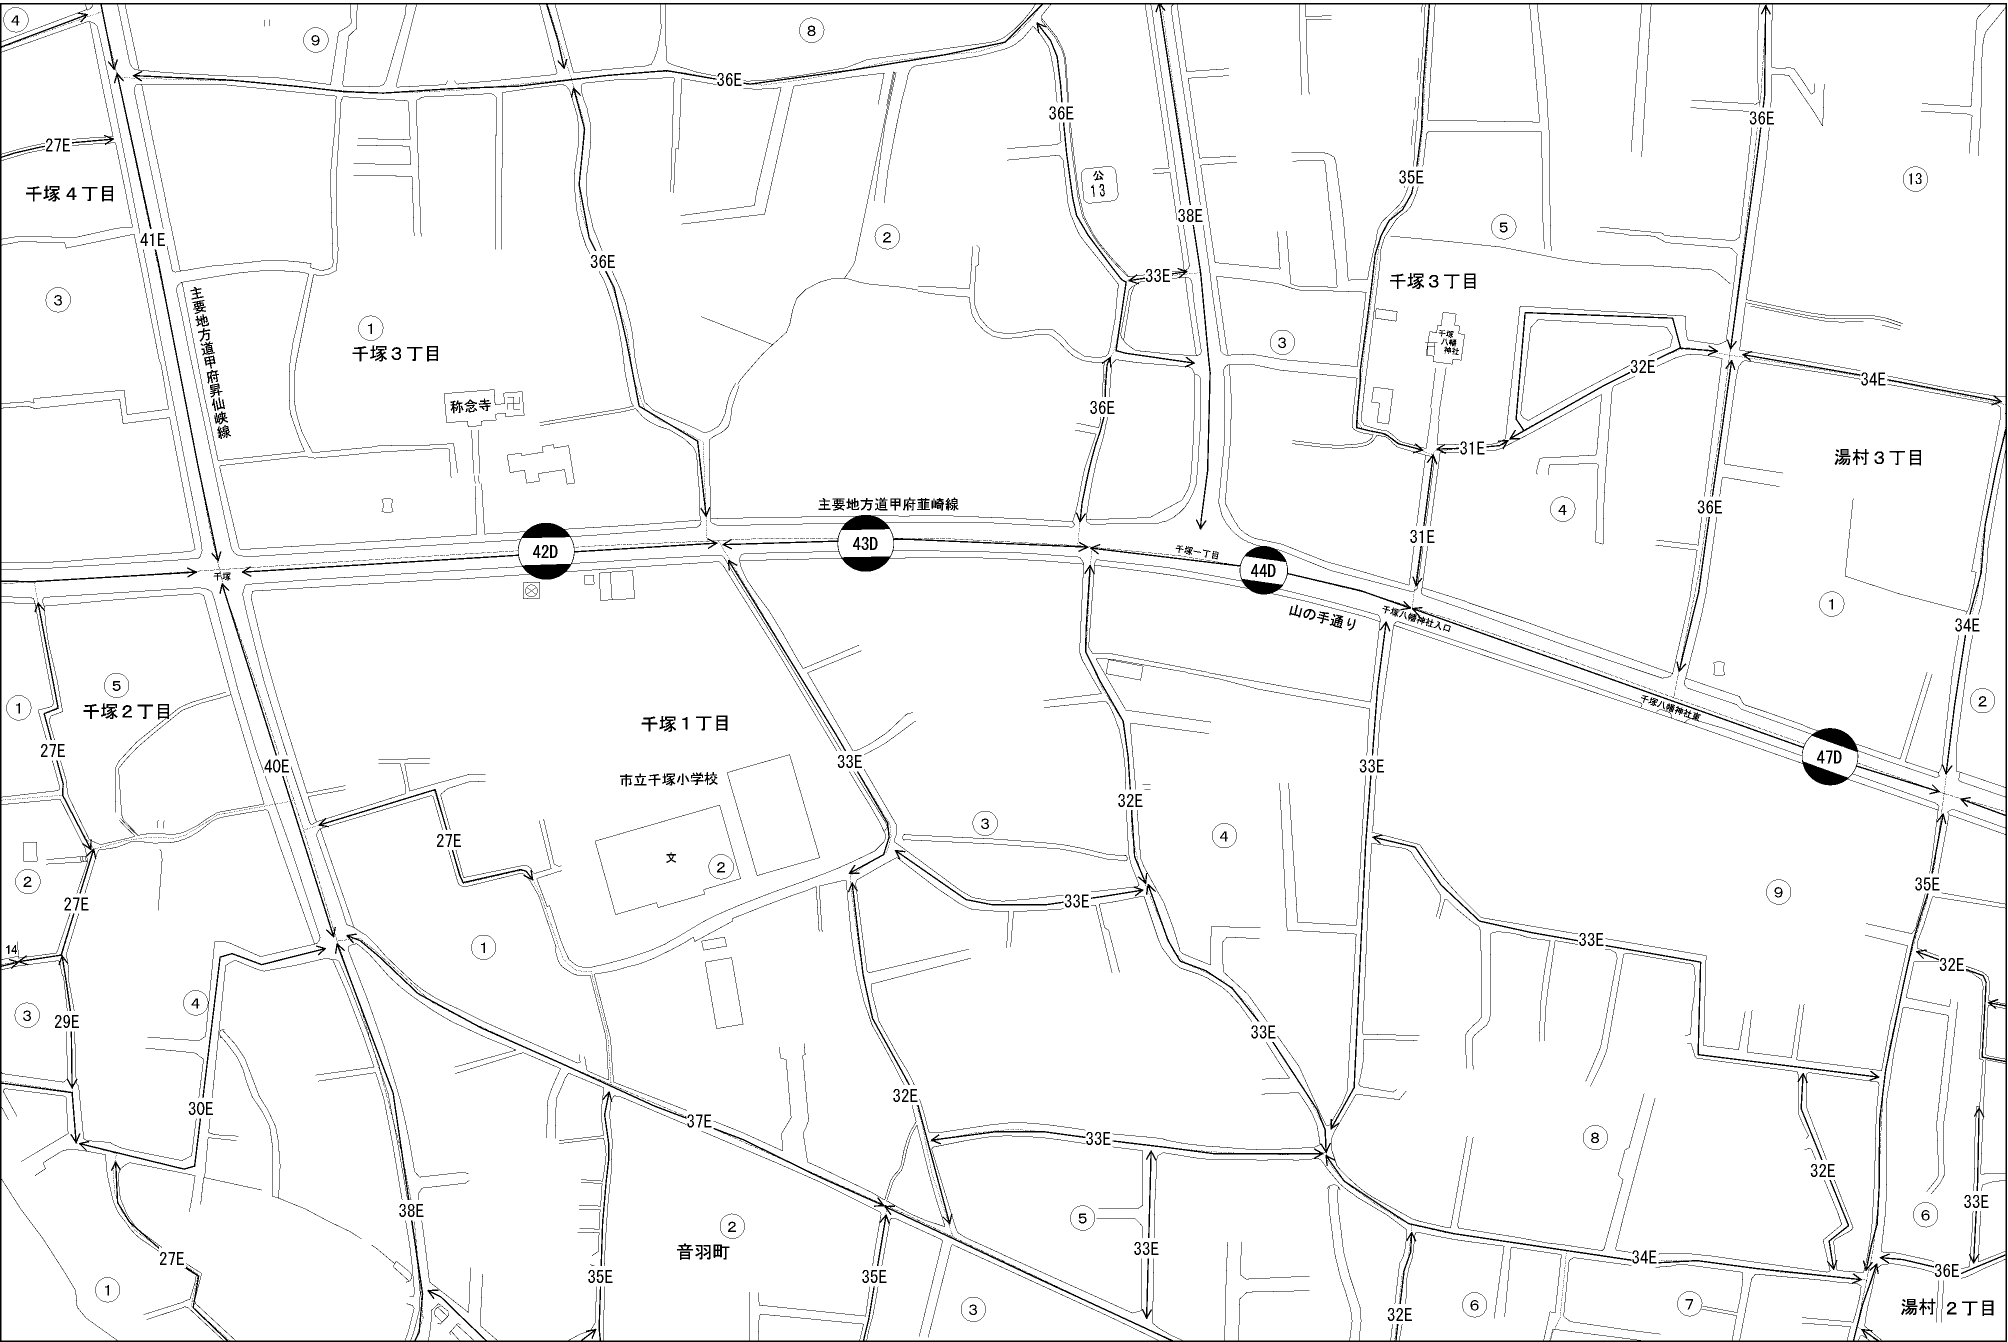 4
9
8
36E
36E
36E
27E
公
13
13
千塚４丁目
35E
38E
41E
2
5
36E
33E
千塚３丁目
3
主要地方道甲府昇仙峡線
1
千塚３丁目
千塚
八幡
神社
3
32E
34E
称念寺
36E
31E
湯村３丁目
主要地方道甲府韮崎線
4
36E
31E
42D
43D
千塚一丁目
44D
千塚
山の手通り
千塚八幡神社入口
1
34E
5
千塚２丁目
1
千塚１丁目
千塚八幡神社東
2
27E
40E
33E
33E
47D
市立千塚小学校
32E
27E
3
4
文
2
2
27E
33E
9
35E
14
1
33E
32E
3
4
29E
33E
30E
32E
37E
33E
8
32E
38E
2
5
33E
6
27E
音羽町
33E
34E
36E
1
35E
35E
3
32E
6
7
湯村２丁目